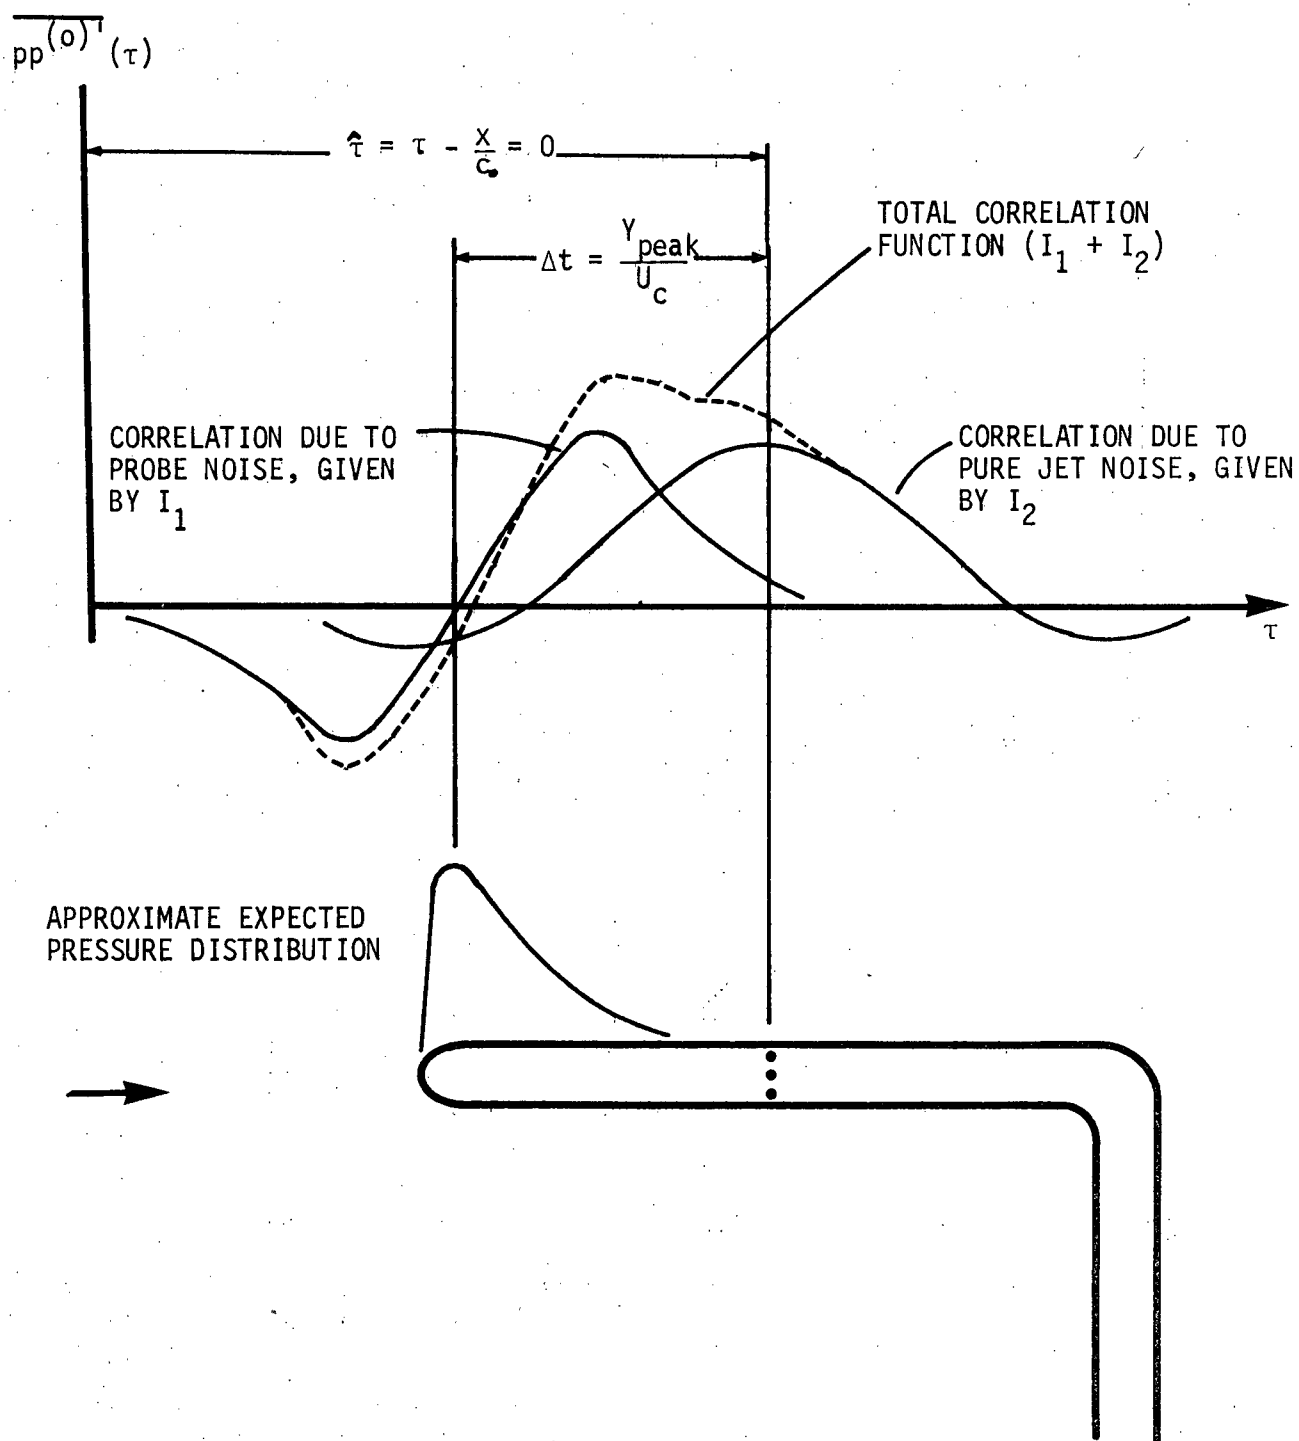 pp(o)'(τ)
τ̂ = τ - x/c₀ = 0
Δt = Ypeak/Uc
TOTAL CORRELATION
FUNCTION (I₁ + I₂)
CORRELATION DUE TO
PROBE NOISE, GIVEN
BY I₁
CORRELATION DUE TO
PURE JET NOISE, GIVEN
BY I₂
τ
APPROXIMATE EXPECTED
PRESSURE DISTRIBUTION